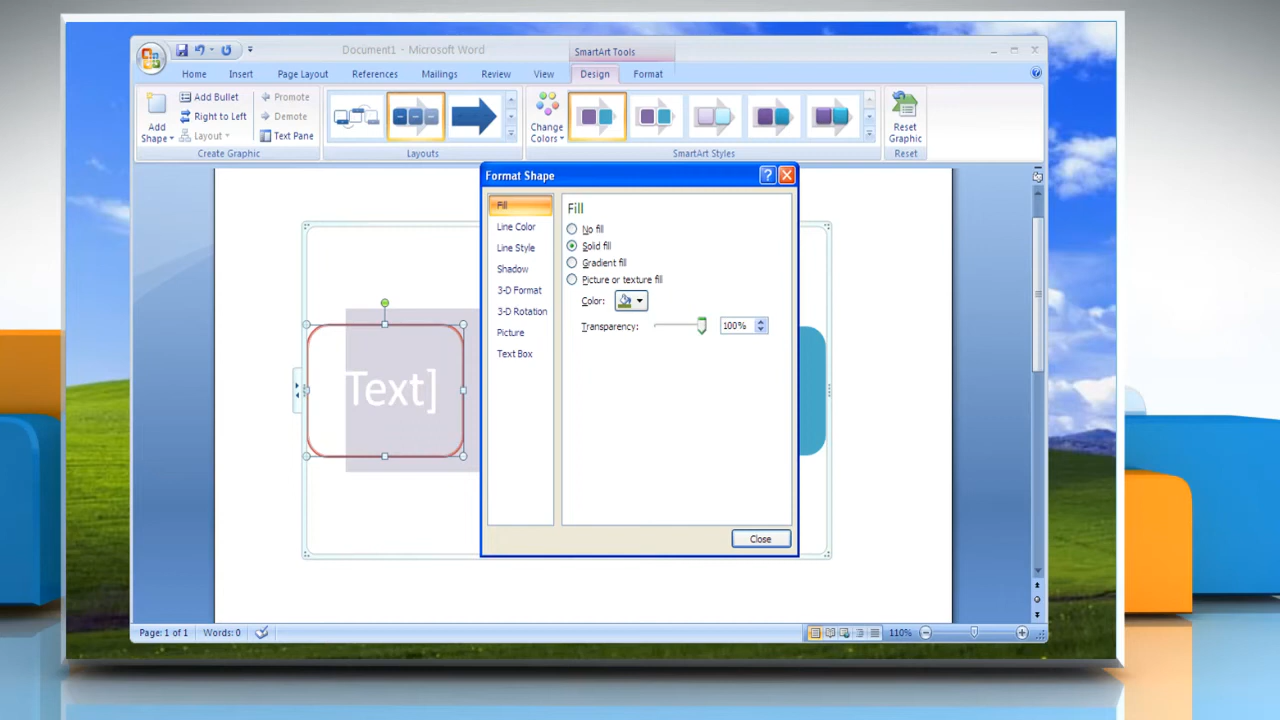 Document1 - Microsoft Word
SmartArt Tools
Home Insert Page Layout References Mailings Review View Design Format
Add Shape
Add Bullet
Right to Left
Layout
Promote
Demote
Text Pane
Create Graphic
Layouts
Change Colors
SmartArt Styles
Reset Graphic
Reset
Format Shape
Fill
Line Color
Line Style
Shadow
3-D Format
3-D Rotation
Picture
Text Box
Fill
No fill
Solid fill
Gradient fill
Picture or texture fill
Color:
Transparency: 100%
Close
Text]
Page: 1 of 1 Words: 0 110%